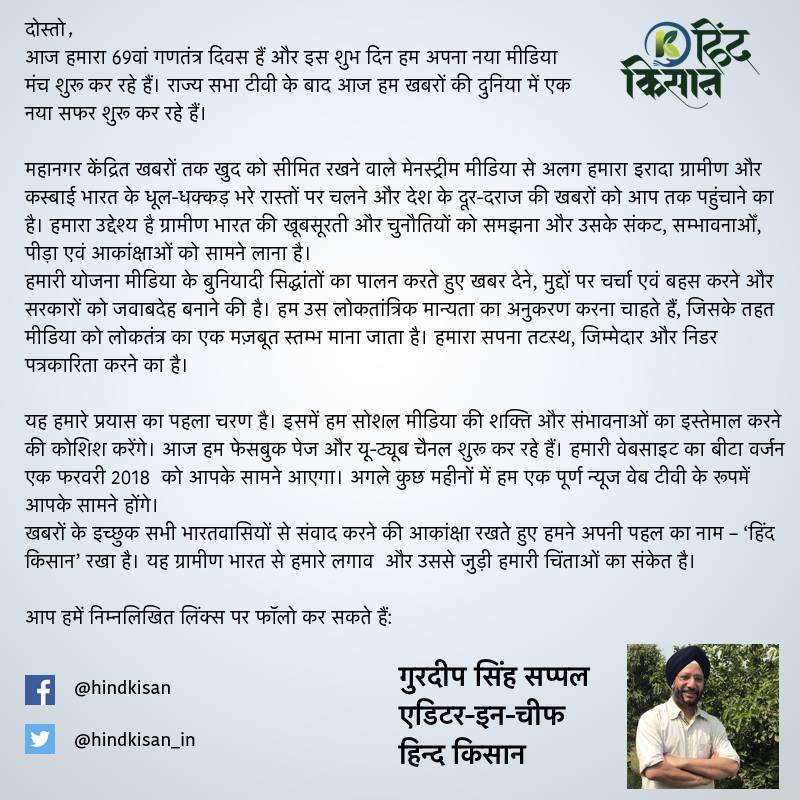 दोस्तो,
हिंद
किसान
आज हमारा 69वां गणतंत्र दिवस हैं और इस शुभ दिन हम अपना नया मीडिया
मंच शुरू कर रहे हैं। राज्य सभा टीवी के बाद आज हम खबरों की दुनिया में एक
नया सफर शुरू कर रहे हैं।
महानगर केंद्रित खबरों तक खुद को सीमित रखने वाले मेनस्ट्रीम मीडिया से अलग हमारा इरादा ग्रामीण और
कस्बाई भारत के धूल-धक्कड़ भरे रास्तों पर चलने और देश के दूर-दराज की खबरों को आप तक पहुंचाने का
है। हमारा उद्देश्य है ग्रामीण भारत की खूबसूरती और चुनौतियों को समझना और उसके संकट, सम्भावनाओँ,
पीड़ा एवं आकांक्षाओं को सामने लाना है।
हमारी योजना मीडिया के बुनियादी सिद्धांतों का पालन करते हुए खबर देने, मुद्दों पर चर्चा एवं बहस करने और
सरकारों को जवाबदेह बनाने की है। हम उस लोकतांत्रिक मान्यता का अनुकरण करना चाहते हैं, जिसके तहत
मीडिया को लोकतंत्र का एक मज़बूत स्तम्भ माना जाता है। हमारा सपना तटस्थ, जिम्मेदार और निडर
पत्रकारिता करने का है।
यह हमारे प्रयास का पहला चरण है। इसमें हम सोशल मीडिया की शक्ति और संभावनाओं का इस्तेमाल करने
की कोशिश करेंगे। आज हम फेसबुक पेज और यू-ट्यूब चैनल शुरू कर रहे हैं। हमारी वेबसाइट का बीटा वर्जन
एक फरवरी 2018 को आपके सामने आएगा। अगले कुछ महीनों में हम एक पूर्ण न्यूज वेब टीवी के रूपमें
आपके सामने होंगे।
खबरों के इच्छुक सभी भारतवासियों से संवाद करने की आकांक्षा रखते हुए हमने अपनी पहल का नाम – ‘हिंद
किसान’ रखा है। यह ग्रामीण भारत से हमारे लगाव और उससे जुड़ी हमारी चिंताओं का संकेत है।
आप हमें निम्नलिखित लिंक्स पर फॉलो कर सकते हैं:
@hindkisan
@hindkisan_in
गुरदीप सिंह सप्पल
एडिटर-इन-चीफ
हिन्द किसान